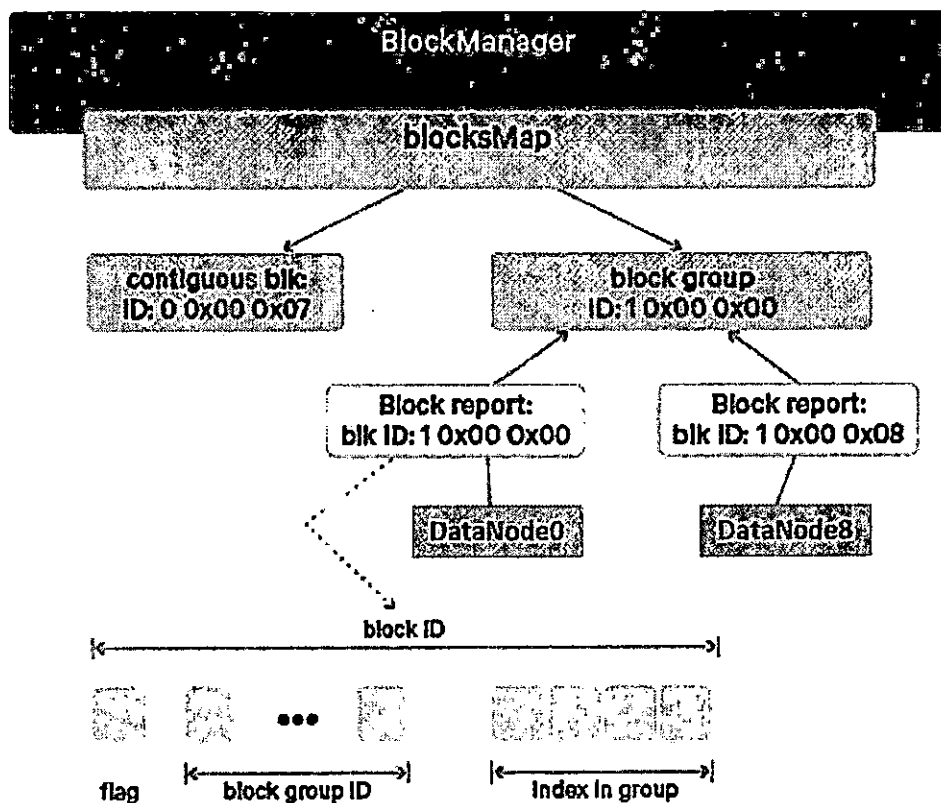 BlockManager
blocksMap
contiguous blk:
ID: 0 0x00 0x07
block group
ID: 1 0x00 0x00
Block report:
blk ID: 1 0x00 0x00
Block report:
blk ID: 1 0x00 0x08
DataNode0
DataNode8
block ID
•••
flag
block group ID
index in group